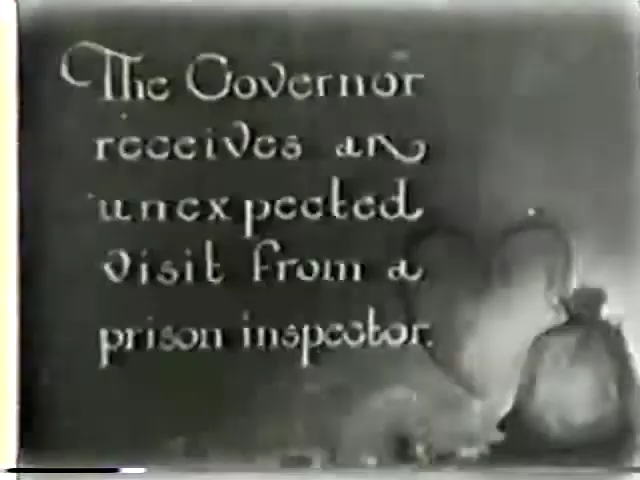 The Governor
receives an
unexpected
visit from a
prison inspector.